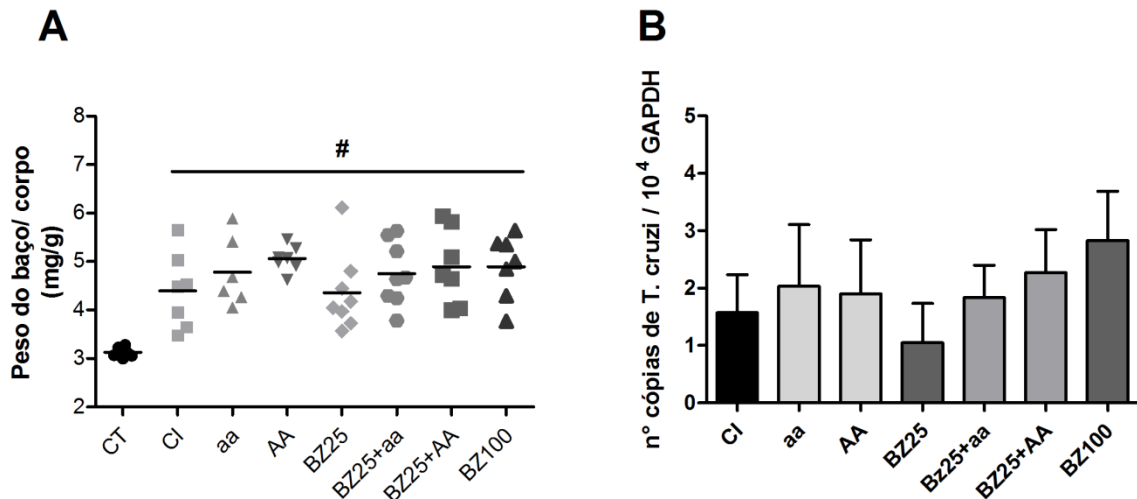 A
Peso do baço/ corpo
(mg/g)
8
7
6
5
4
3
2
#
CT
CI
aa
AA
BZ25
BZ25+aa
BZ25+AA
BZ100
B
n° cópias de T. cruzi / 10⁴ GAPDH
5
4
3
2
1
0
CI
aa
AA
BZ25
Bz25+aa
BZ25+AA
BZ100